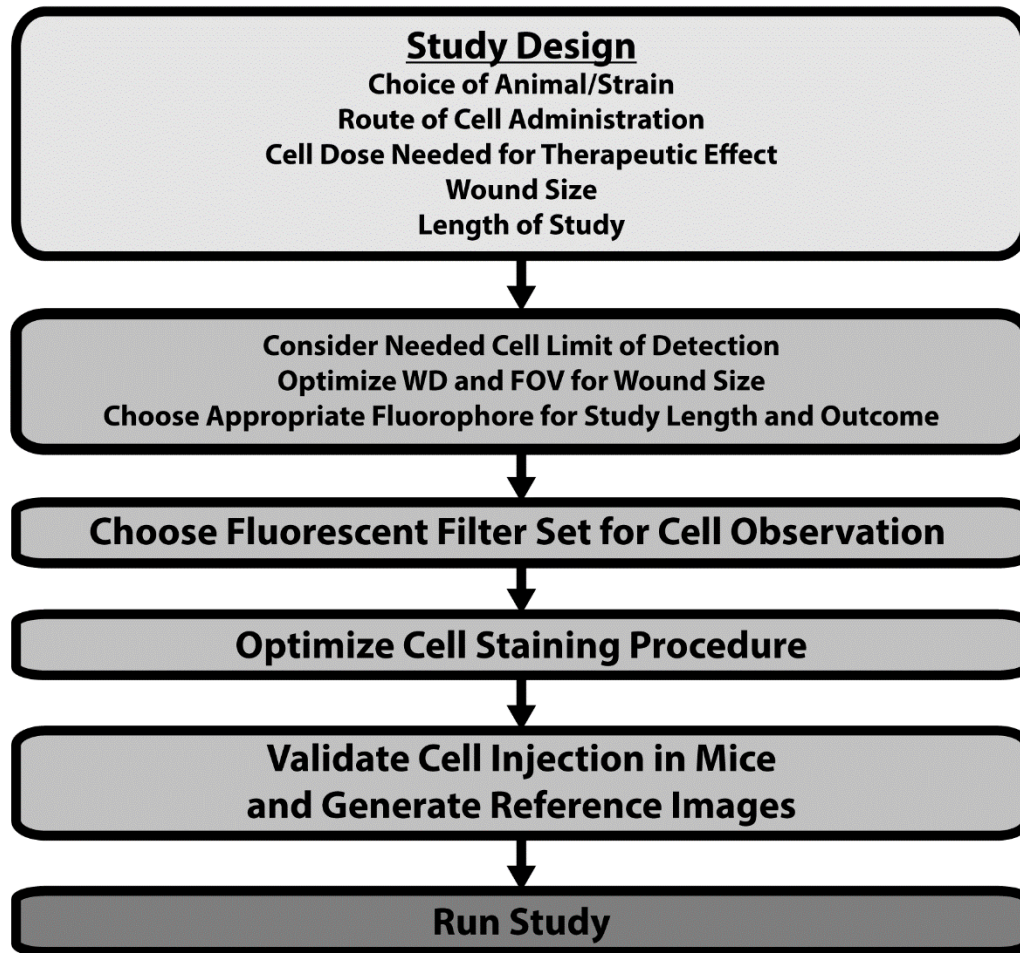 Study Design
Choice of Animal/Strain
Route of Cell Administration
Cell Dose Needed for Therapeutic Effect
Wound Size
Length of Study
Consider Needed Cell Limit of Detection
Optimize WD and FOV for Wound Size
Choose Appropriate Fluorophore for Study Length and Outcome
Choose Fluorescent Filter Set for Cell Observation
Optimize Cell Staining Procedure
Validate Cell Injection in Mice
and Generate Reference Images
Run Study